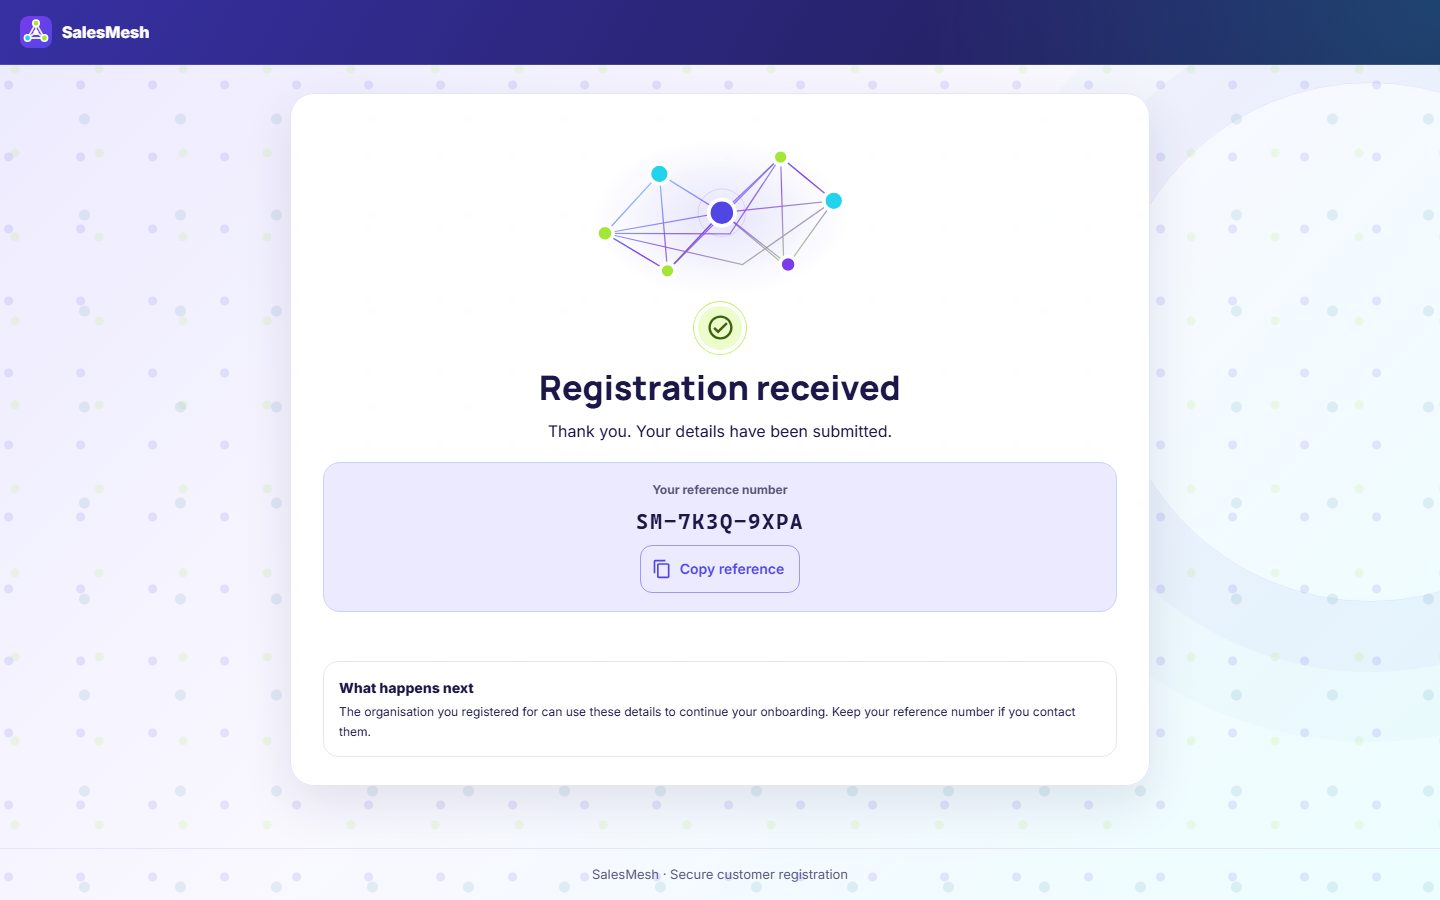 SalesMesh
Registration received
Thank you. Your details have been submitted.
Your reference number
SM-7K3Q-9XPA
Copy reference
What happens next
The organisation you registered for can use these details to continue your onboarding. Keep your reference number if you contact
them.
SalesMesh · Secure customer registration